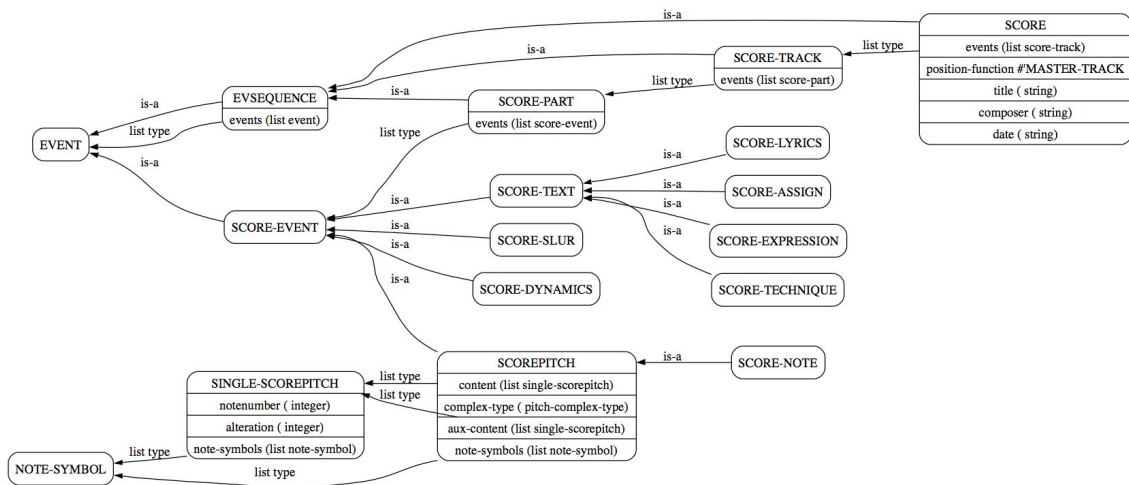 SCORE
events (list score-track)
position-function #'MASTER-TRACK
title ( string)
composer ( string)
date ( string)
is-a
list type
is-a
SCORE-TRACK
events (list score-part)
list type
is-a
SCORE-PART
events (list score-event)
EVSEQUENCE
events (list event)
is-a
list type
EVENT
list type
is-a
SCORE-EVENT
is-a
SCORE-TEXT
is-a
SCORE-LYRICS
is-a
SCORE-ASSIGN
is-a
SCORE-EXPRESSION
is-a
SCORE-TECHNIQUE
is-a
SCORE-SLUR
is-a
SCORE-DYNAMICS
is-a
SCOREPITCH
content (list single-scorepitch)
complex-type ( pitch-complex-type)
aux-content (list single-scorepitch)
note-symbols (list note-symbol)
is-a
SCORE-NOTE
list type
list type
SINGLE-SCOREPITCH
notenumber ( integer)
alteration ( integer)
note-symbols (list note-symbol)
list type
list type
NOTE-SYMBOL